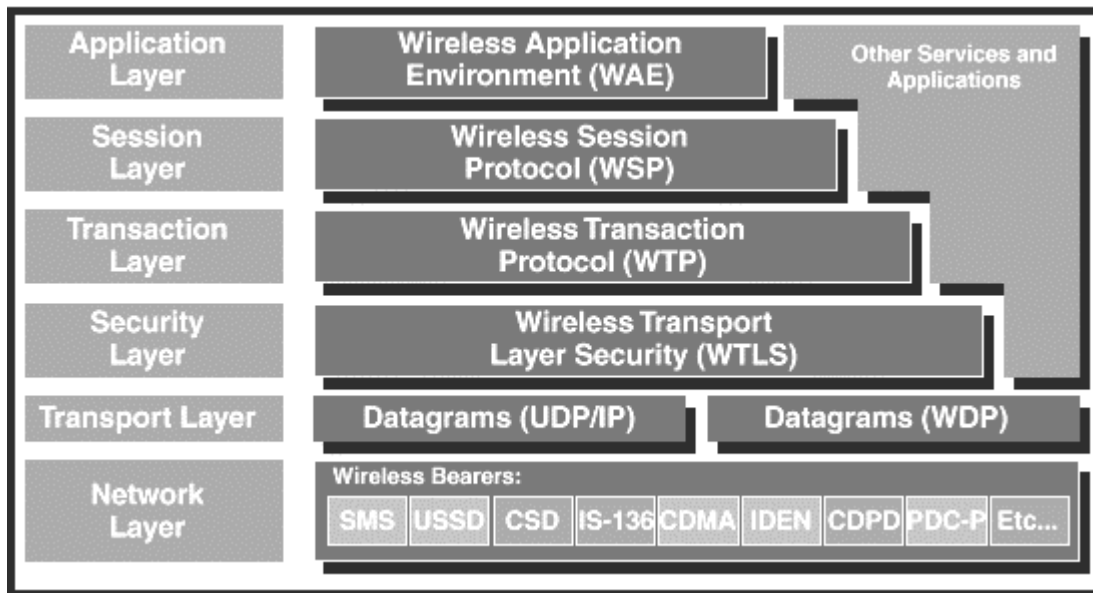 Application
Layer
Wireless Application
Environment (WAE)
Other Services and
Applications
Session
Layer
Wireless Session
Protocol (WSP)
Transaction
Layer
Wireless Transaction
Protocol (WTP)
Security
Layer
Wireless Transport
Layer Security (WTLS)
Transport Layer
Datagrams (UDP/IP)
Datagrams (WDP)
Network
Layer
Wireless Bearers:
SMS
USSD
CSD
IS-136
CDMA
IDEN
CDPD
PDC-P
Etc...